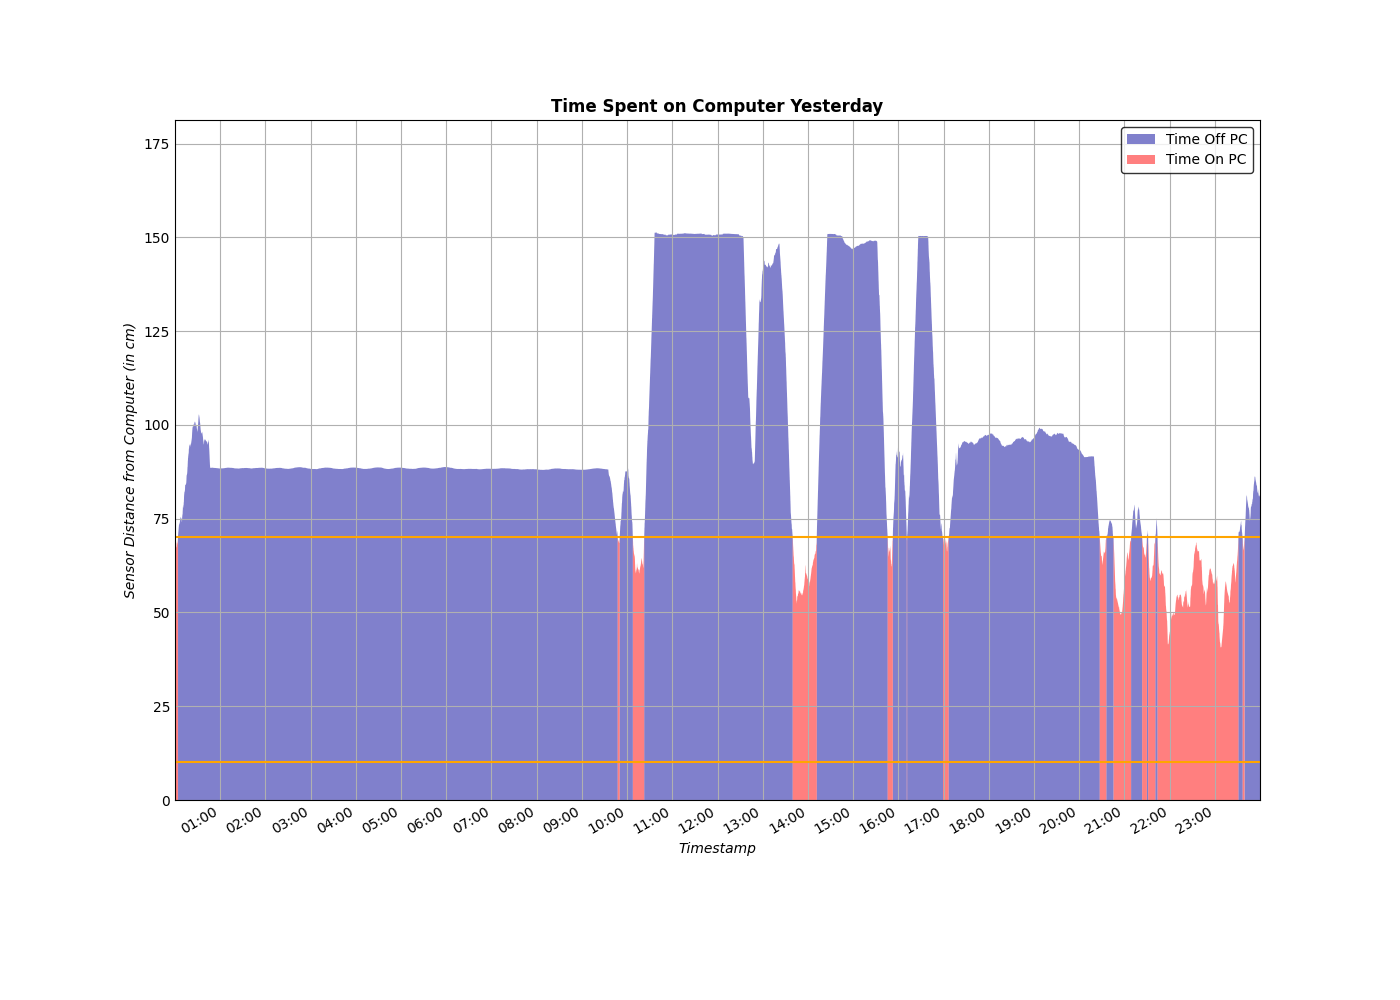 Time Spent on Computer Yesterday
Time Off PC
Time On PC
Sensor Distance from Computer (in cm)
175
150
125
100
75
50
25
0
01:00 02:00 03:00 04:00 05:00 06:00 07:00 08:00 09:00 10:00 11:00 12:00 13:00 14:00 15:00 16:00 17:00 18:00 19:00 20:00 21:00 22:00 23:00
Timestamp